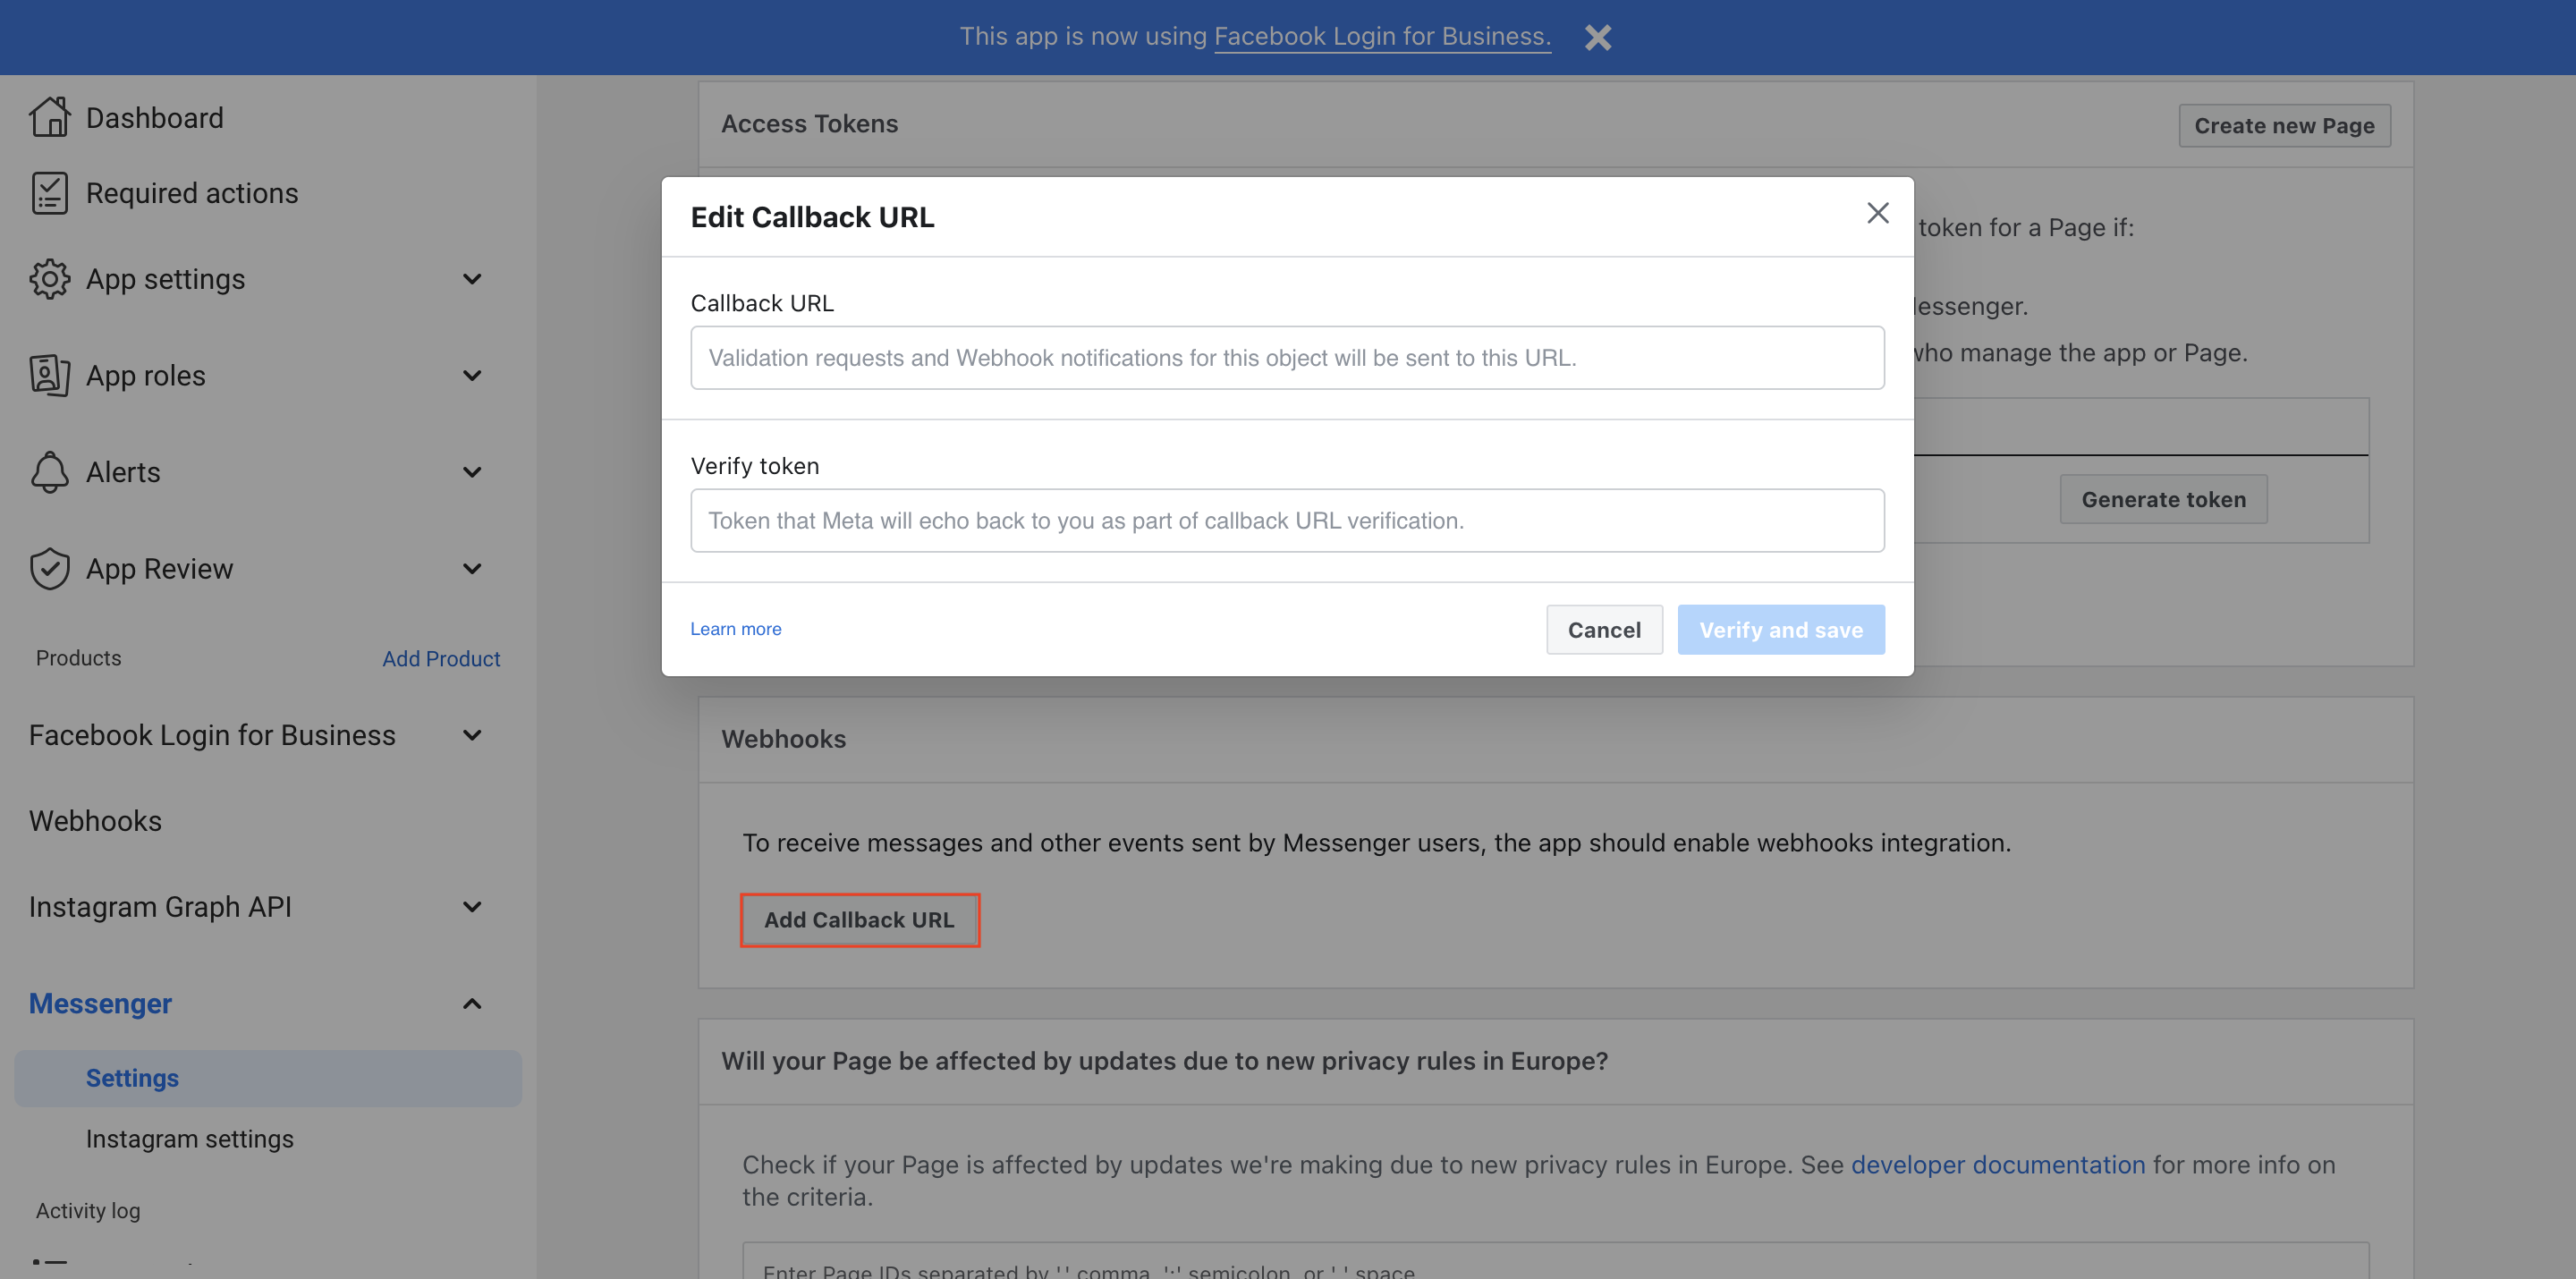 This app is now using Facebook Login for Business.
Dashboard
Required actions
App settings
App roles
Alerts
App Review
Products
Add Product
Facebook Login for Business
Webhooks
Instagram Graph API
Messenger
Settings
Instagram settings
Activity log
Access Tokens
Create new Page
token for a Page if:
essenger.
who manage the app or Page.
Generate token
Edit Callback URL
Callback URL
Validation requests and Webhook notifications for this object will be sent to this URL.
Verify token
Token that Meta will echo back to you as part of callback URL verification.
Learn more
Cancel
Verify and save
Webhooks
To receive messages and other events sent by Messenger users, the app should enable webhooks integration.
Add Callback URL
Will your Page be affected by updates due to new privacy rules in Europe?
Check if your Page is affected by updates we're making due to new privacy rules in Europe. See developer documentation for more info on
the criteria.
Enter Page IDs separated by ',' comma, ';' semicolon, or ' ' space